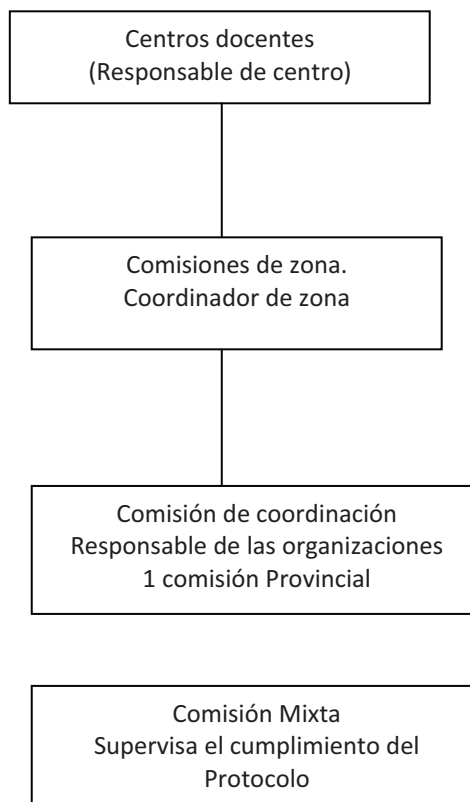 Centros docentes
(Responsable de centro)
Comisiones de zona.
Coordinador de zona
Comisión de coordinación
Responsable de las organizaciones
1 comisión Provincial
Comisión Mixta
Supervisa el cumplimiento del
Protocolo